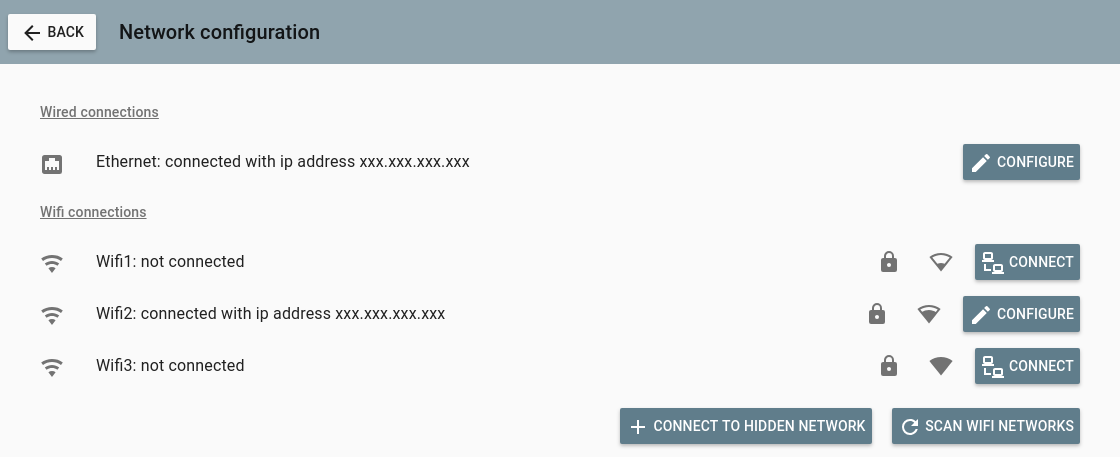 BACK
Network configuration
Wired connections
Ethernet: connected with ip address xxx.xxx.xxx.xxx
CONFIGURE
Wifi connections
Wifi1: not connected
CONNECT
Wifi2: connected with ip address xxx.xxx.xxx.xxx
CONFIGURE
Wifi3: not connected
CONNECT
CONNECT TO HIDDEN NETWORK
SCAN WIFI NETWORKS